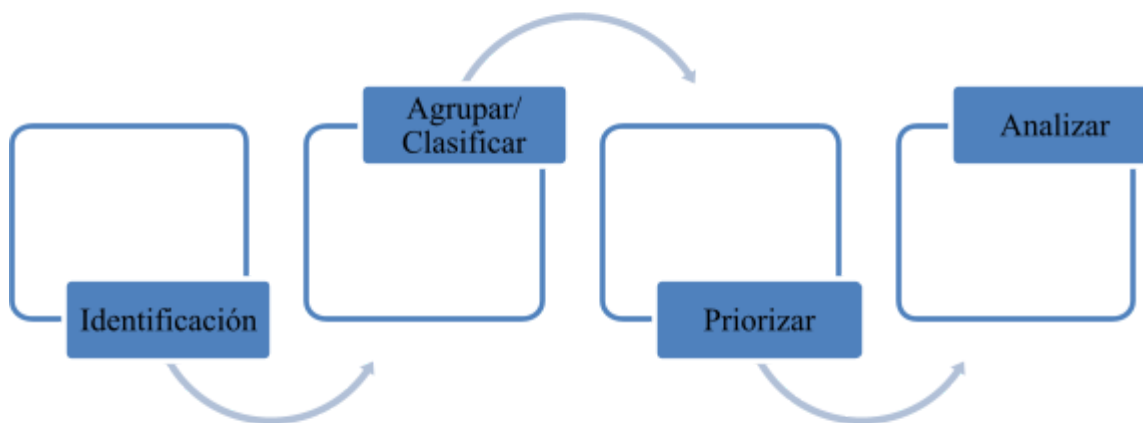 Identificación
Agrupar/
Clasificar
Priorizar
Analizar